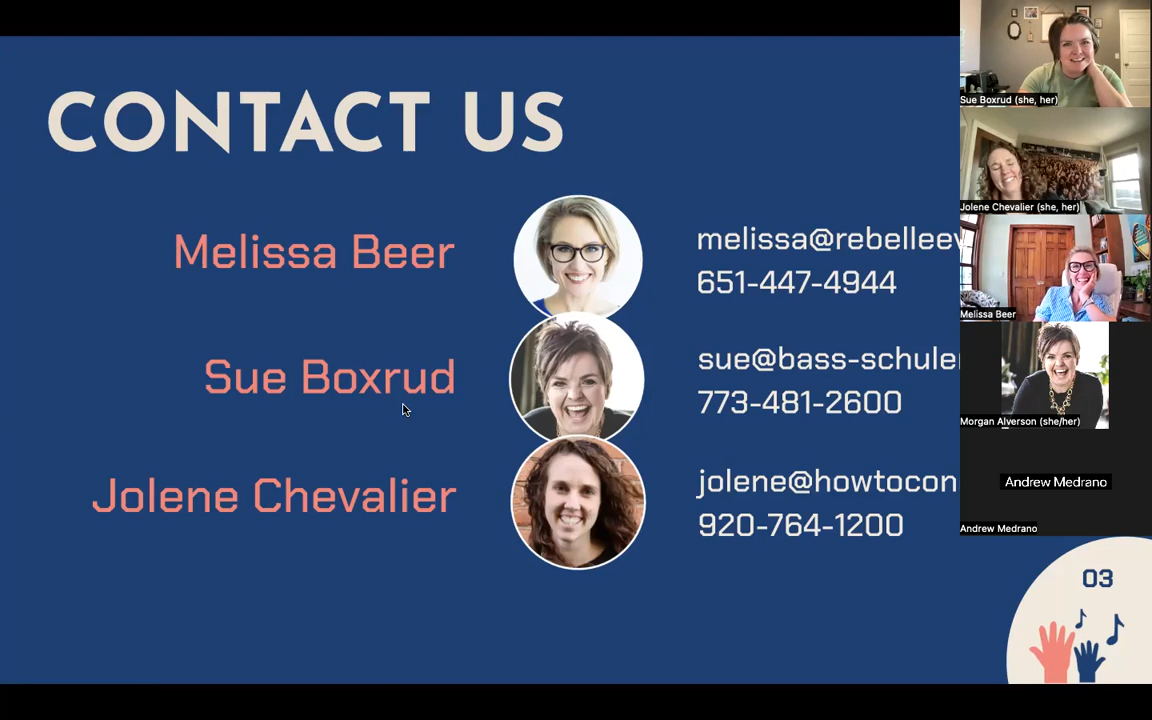 CONTACT US
Melissa Beer
melissa@rebelleev
651-447-4944
Sue Boxrud
sue@bass-schuler
773-481-2600
Jolene Chevalier
jolene@howtocon
920-764-1200
03
Sue Boxrud (she, her)
Jolene Chevalier (she, her)
Melissa Beer
Morgan Alverson (she/her)
Andrew Medrano
Andrew Medrano